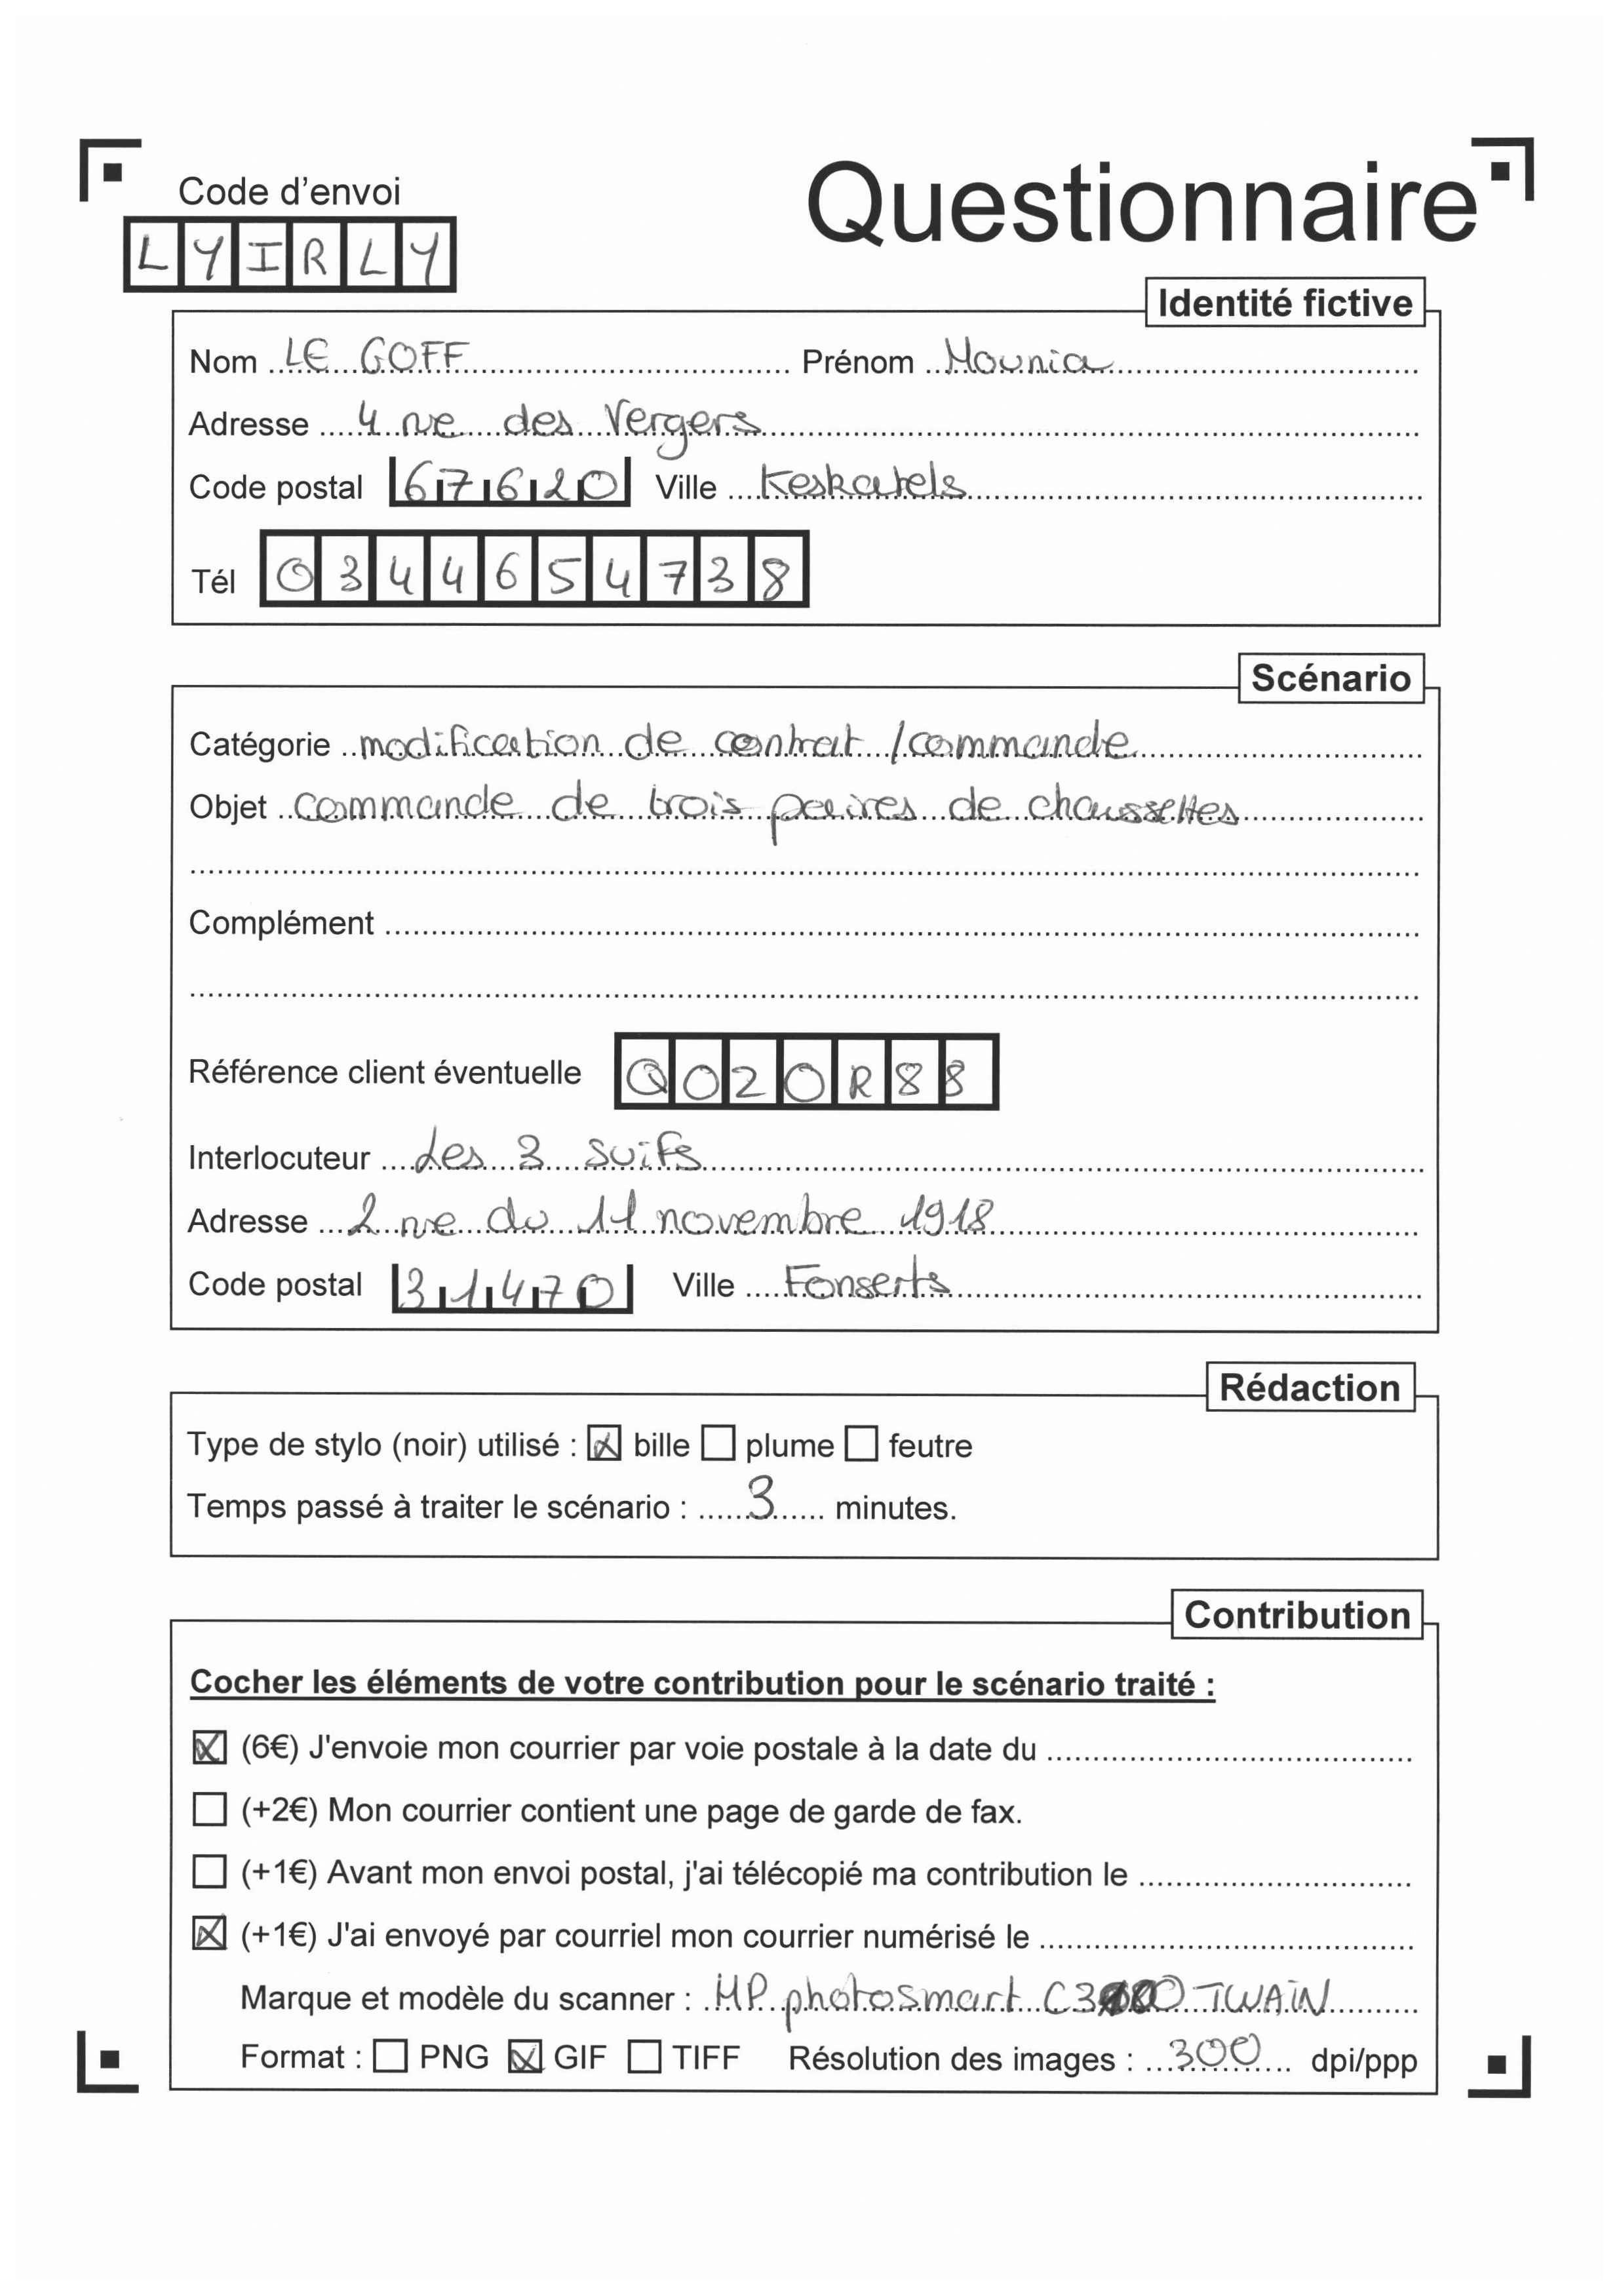 Code d'envoi
Questionnaire
LYIRLY
Identité fictive
Nom LE GOFF Prénom Mounia
Adresse 4 rue des Vergers
Code postal 67620 Ville Keskatels
Tél 0344654738
Scénario
Catégorie modification de contrat / commande
Objet commande de trois paires de chaussettes
Complément
Référence client éventuelle QO20R88
Interlocuteur Les 3 suifs
Adresse 2 rue du 11 novembre 1918
Code postal 31470 Ville Fonserts
Rédaction
Type de stylo (noir) utilisé : ☒ bille ☐ plume ☐ feutre
Temps passé à traiter le scénario : 3 minutes.
Contribution
Cocher les éléments de votre contribution pour le scénario traité :
☒ (6€) J'envoie mon courrier par voie postale à la date du
☐ (+2€) Mon courrier contient une page de garde de fax.
☐ (+1€) Avant mon envoi postal, j'ai télécopié ma contribution le
☒ (+1€) J'ai envoyé par courriel mon courrier numérisé le
Marque et modèle du scanner : HP photosmart TWAIN
Format : ☐ PNG ☒ GIF ☐ TIFF Résolution des images : 300 dpi/ppp